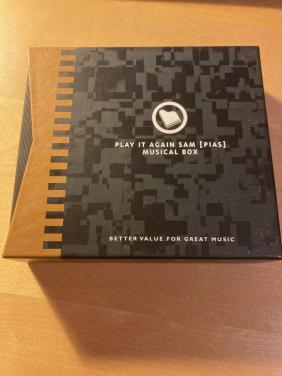 PLAY IT AGAIN SAM [PIAS]
MUSICAL BOX
BETTER VALUE FOR GREAT MUSIC